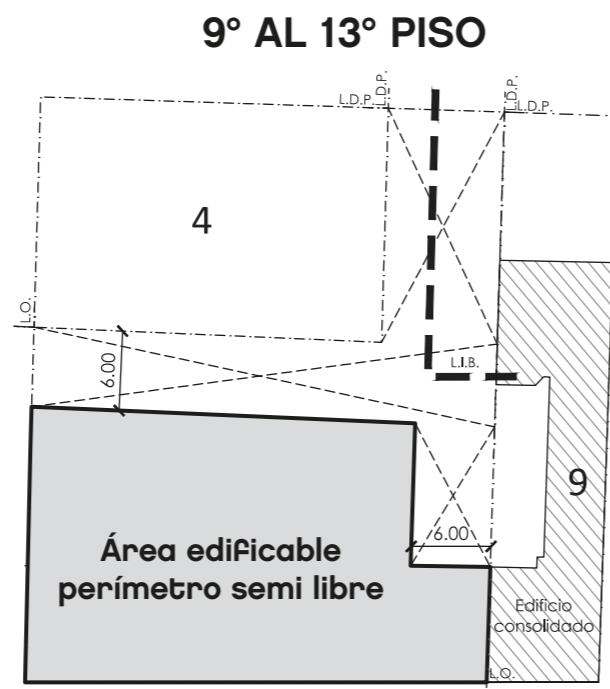 9° AL 13° PISO
L.D.P.
L.D.P.
L.D.P.
L.D.P.
4
L.O.
6.00
L.I.B.
9
6.00
Área edificable
perímetro semi libre
Edificio
consolidado
L.O.